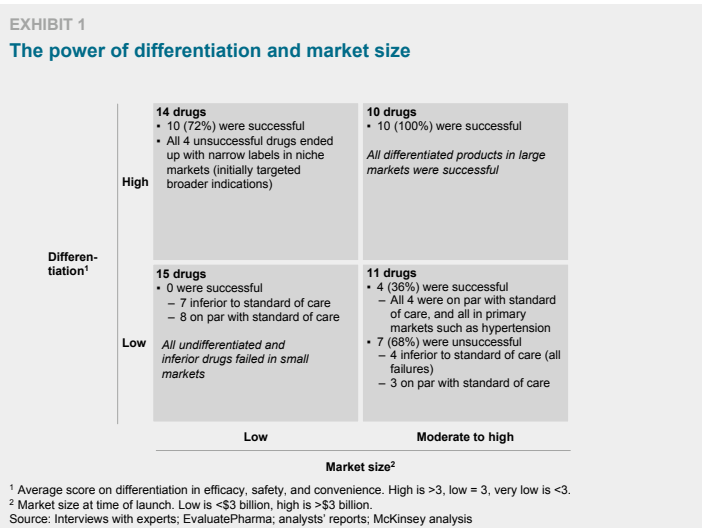 EXHIBIT 1
The power of differentiation and market size
14 drugs
▪ 10 (72%) were successful
▪ All 4 unsuccessful drugs ended
up with narrow labels in niche
markets (initially targeted
broader indications)
10 drugs
▪ 10 (100%) were successful
All differentiated products in large
markets were successful
High
Differen-
tiation¹
15 drugs
▪ 0 were successful
– 7 inferior to standard of care
– 8 on par with standard of care
All undifferentiated and
inferior drugs failed in small
markets
11 drugs
▪ 4 (36%) were successful
– All 4 were on par with standard
of care, and all in primary
markets such as hypertension
▪ 7 (68%) were unsuccessful
– 4 inferior to standard of care (all
failures)
– 3 on par with standard of care
Low
Low
Moderate to high
Market size²
¹ Average score on differentiation in efficacy, safety, and convenience. High is >3, low = 3, very low is <3.
² Market size at time of launch. Low is <$3 billion, high is >$3 billion.
Source: Interviews with experts; EvaluatePharma; analysts' reports; McKinsey analysis